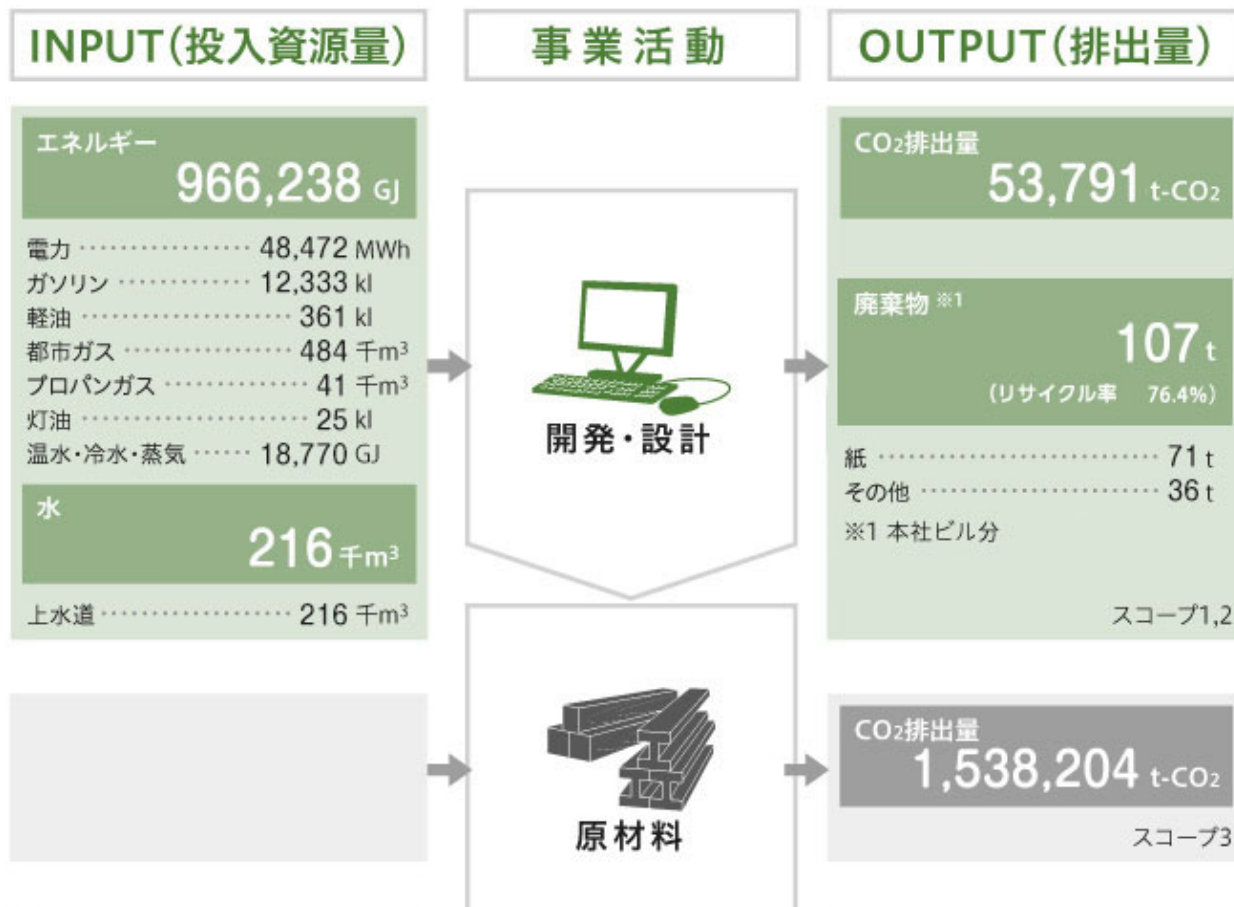 INPUT(投入資源量)
事業活動
OUTPUT(排出量)
エネルギー
966,238 GJ
電力 ················· 48,472 MWh
ガソリン ············· 12,333 kl
軽油 ····················· 361 kl
都市ガス ················ 484 千m³
プロパンガス ············ 41 千m³
灯油 ······················ 25 kl
温水・冷水・蒸気 ······ 18,770 GJ
水
216 千m³
上水道 ··················· 216 千m³
開発・設計
CO₂排出量
53,791 t-CO₂
廃棄物 ※1
107 t
(リサイクル率 76.4%)
紙 ···························· 71 t
その他 ························ 36 t
※1 本社ビル分
スコープ1,2
原材料
CO₂排出量
1,538,204 t-CO₂
スコープ3